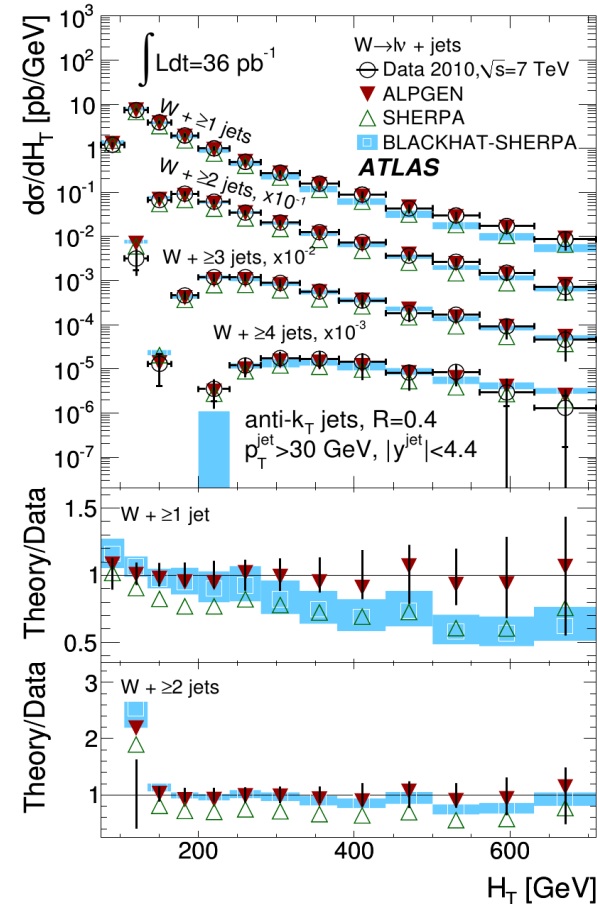 ∫ Ldt=36 pb⁻¹
W→lν + jets
Data 2010,√s=7 TeV
ALPGEN
SHERPA
BLACKHAT-SHERPA
ATLAS
dσ/dH_T [pb/GeV]
10³
10²
10
1
10⁻¹
10⁻²
10⁻³
10⁻⁴
10⁻⁵
10⁻⁶
10⁻⁷
W + ≥1 jets
W + ≥2 jets, x10⁻¹
W + ≥3 jets, x10⁻²
W + ≥4 jets, x10⁻³
anti-k_T jets, R=0.4
p_T^jet>30 GeV, |y^jet|<4.4
Theory/Data
1.5
1
0.5
W + ≥1 jet
Theory/Data
3
2
1
W + ≥2 jets
200 400 600
H_T [GeV]